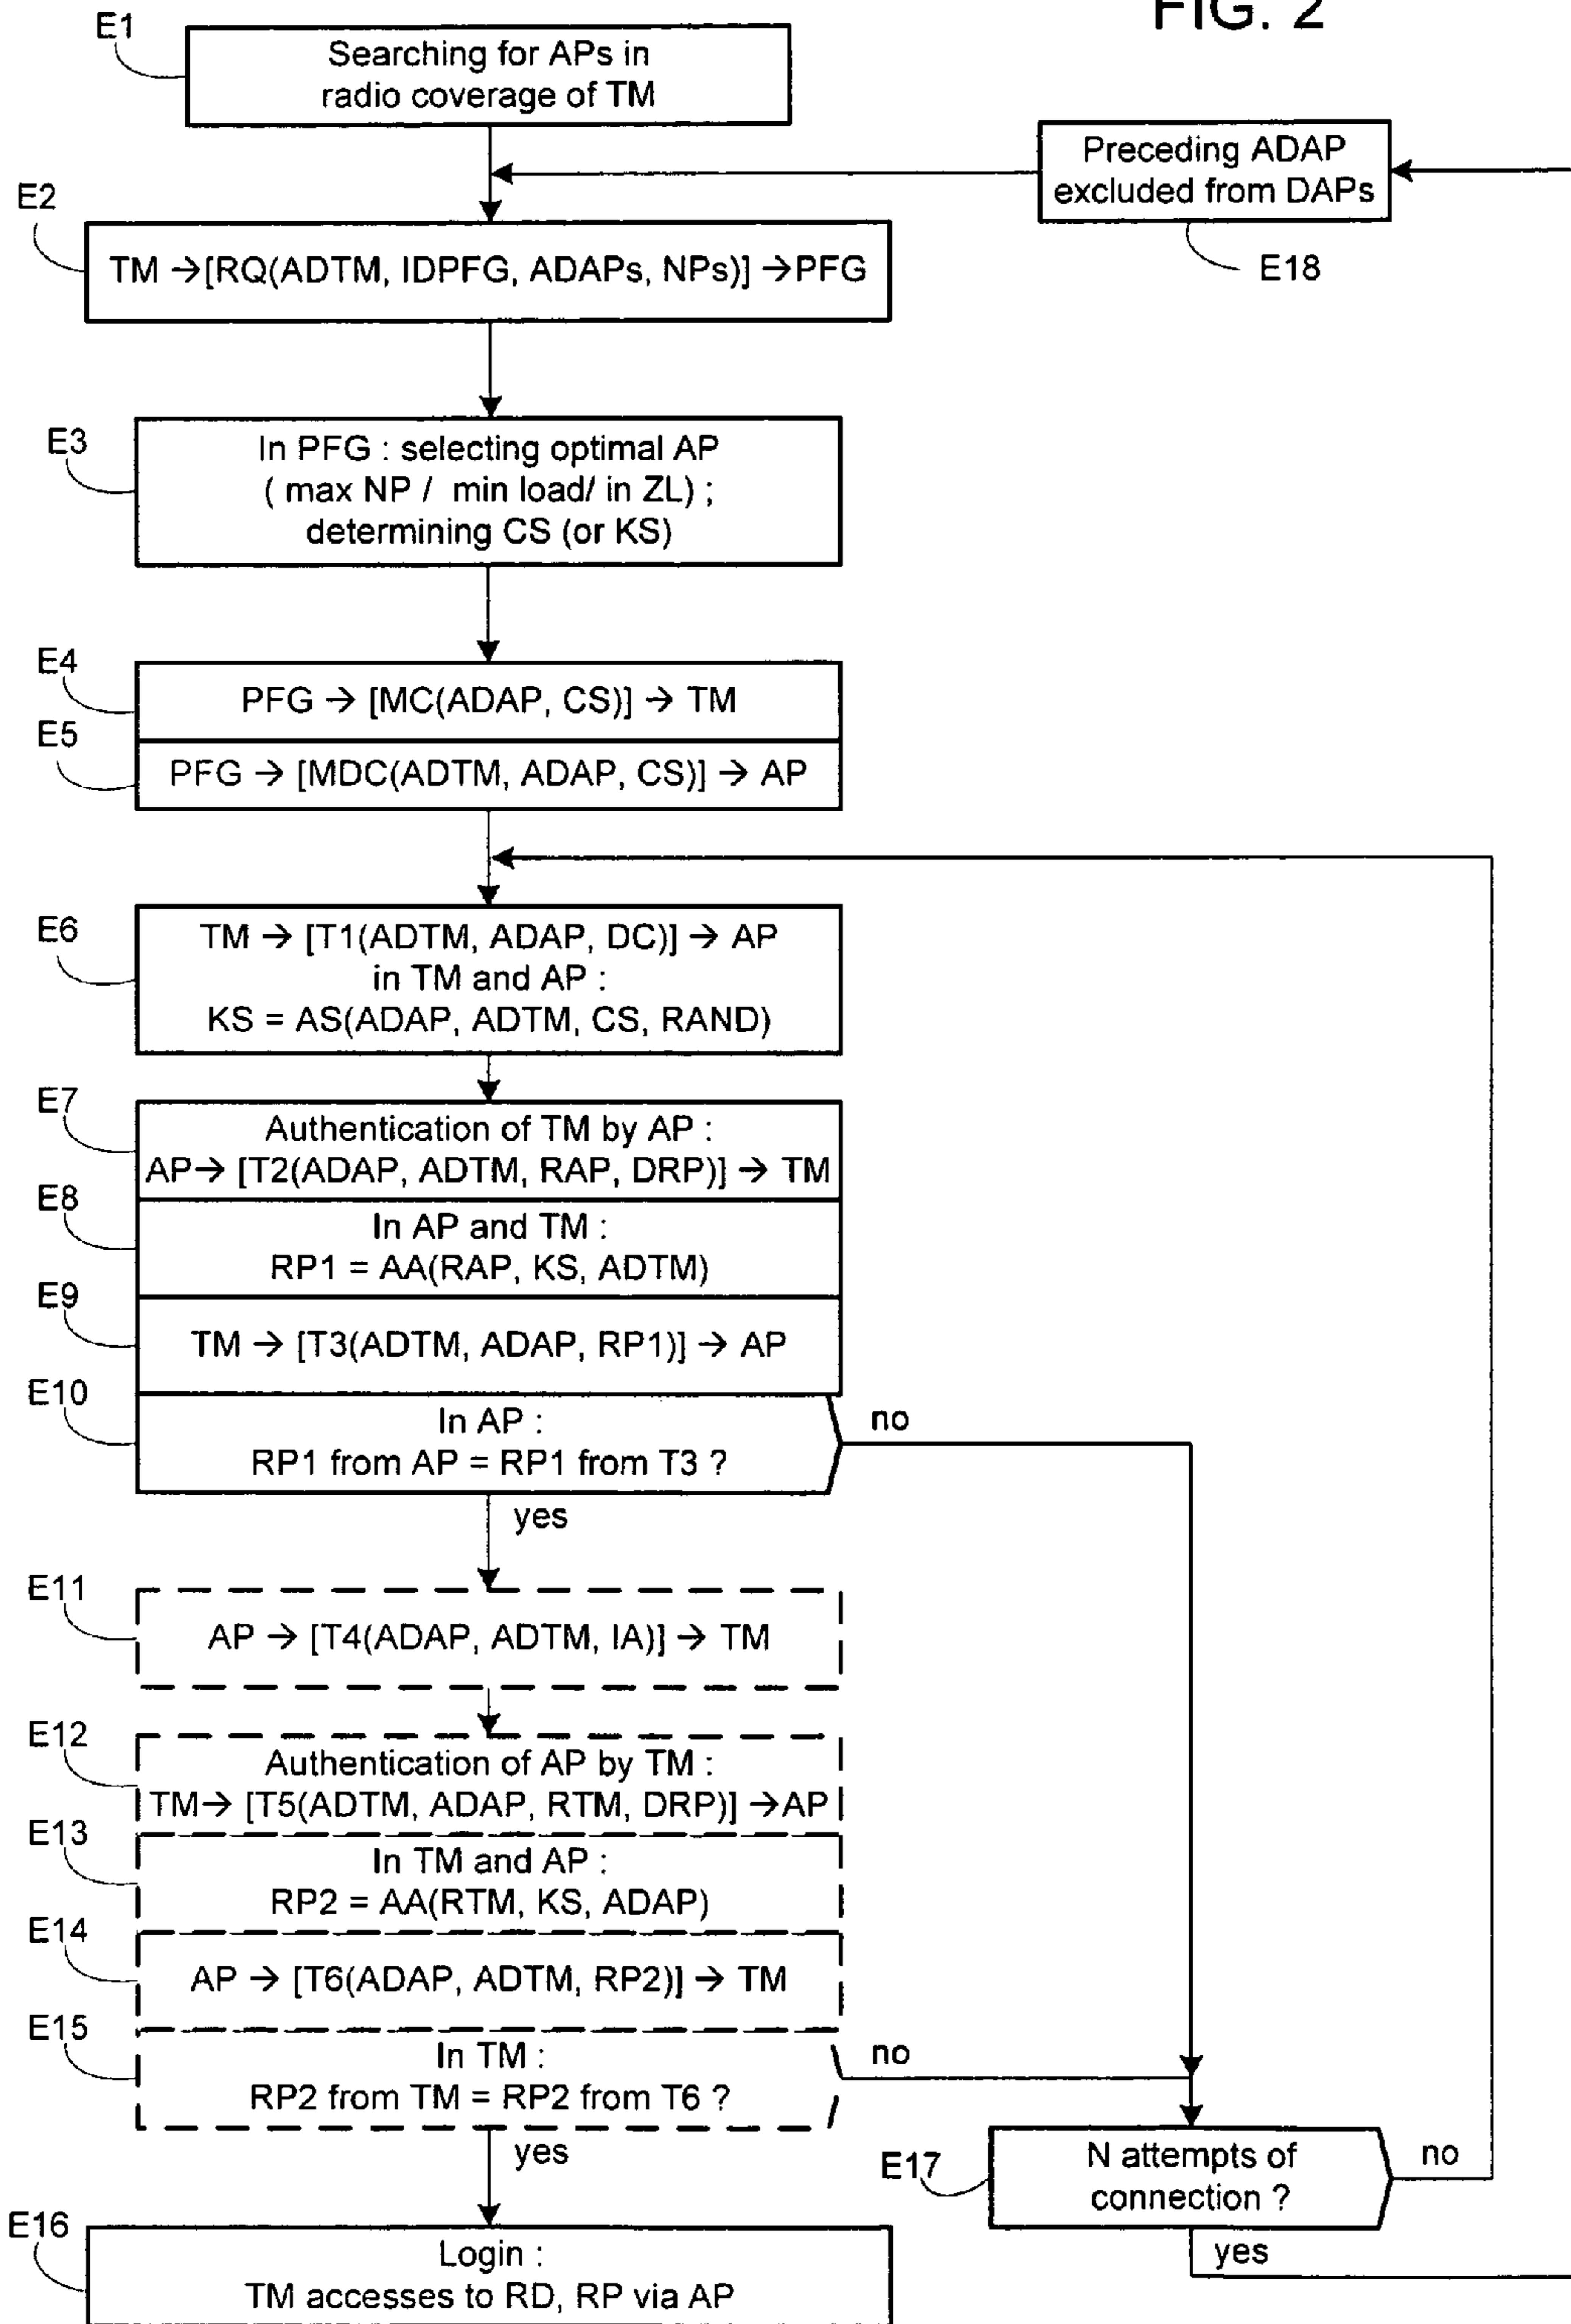 FIG. 2
E1
Searching for APs in
radio coverage of TM
Preceding ADAP
excluded from DAPs
E18
E2
TM →[RQ(ADTM, IDPFG, ADAPs, NPs)] →PFG
E3
In PFG : selecting optimal AP
( max NP / min load/ in ZL) ;
determining CS (or KS)
E4
PFG → [MC(ADAP, CS)] → TM
E5
PFG → [MDC(ADTM, ADAP, CS)] → AP
E6
TM → [T1(ADTM, ADAP, DC)] → AP
in TM and AP :
KS = AS(ADAP, ADTM, CS, RAND)
E7
Authentication of TM by AP :
AP→ [T2(ADAP, ADTM, RAP, DRP)] → TM
E8
In AP and TM :
RP1 = AA(RAP, KS, ADTM)
E9
TM → [T3(ADTM, ADAP, RP1)] → AP
E10
In AP :
RP1 from AP = RP1 from T3 ?
no
yes
E11
AP → [T4(ADAP, ADTM, IA)] → TM
E12
Authentication of AP by TM :
TM→ [T5(ADTM, ADAP, RTM, DRP)] →AP
E13
In TM and AP :
RP2 = AA(RTM, KS, ADAP)
E14
AP → [T6(ADAP, ADTM, RP2)] → TM
E15
In TM :
RP2 from TM = RP2 from T6 ?
no
yes
E17
N attempts of
connection ?
no
yes
E16
Login :
TM accesses to RD, RP via AP